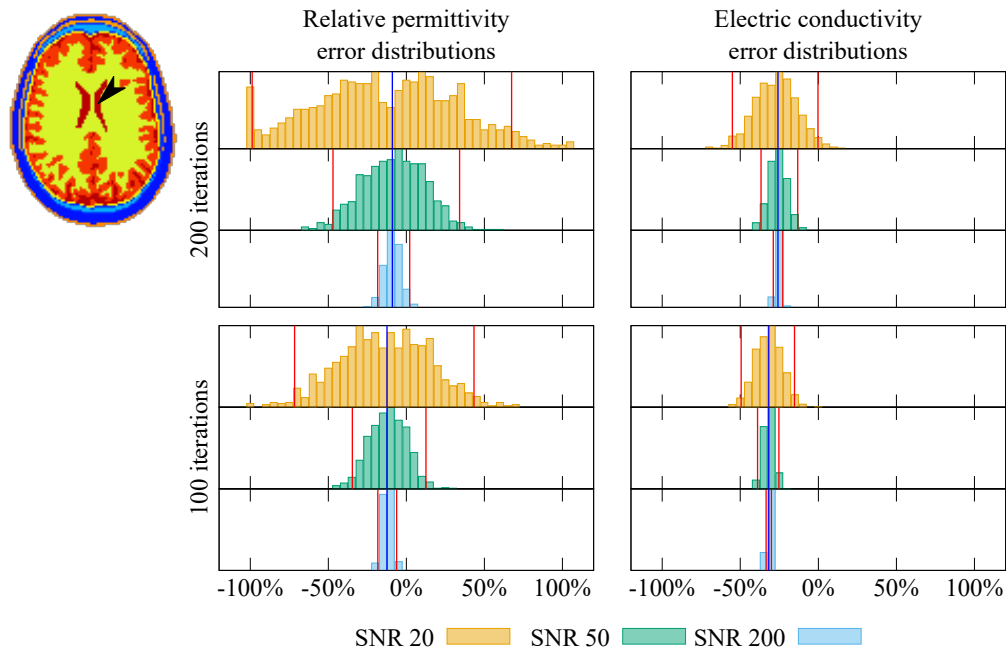 Relative permittivity
error distributions
Electric conductivity
error distributions
200 iterations
100 iterations
-100% -50% 0% 50% 100%
-100% -50% 0% 50% 100%
SNR 20 SNR 50 SNR 200